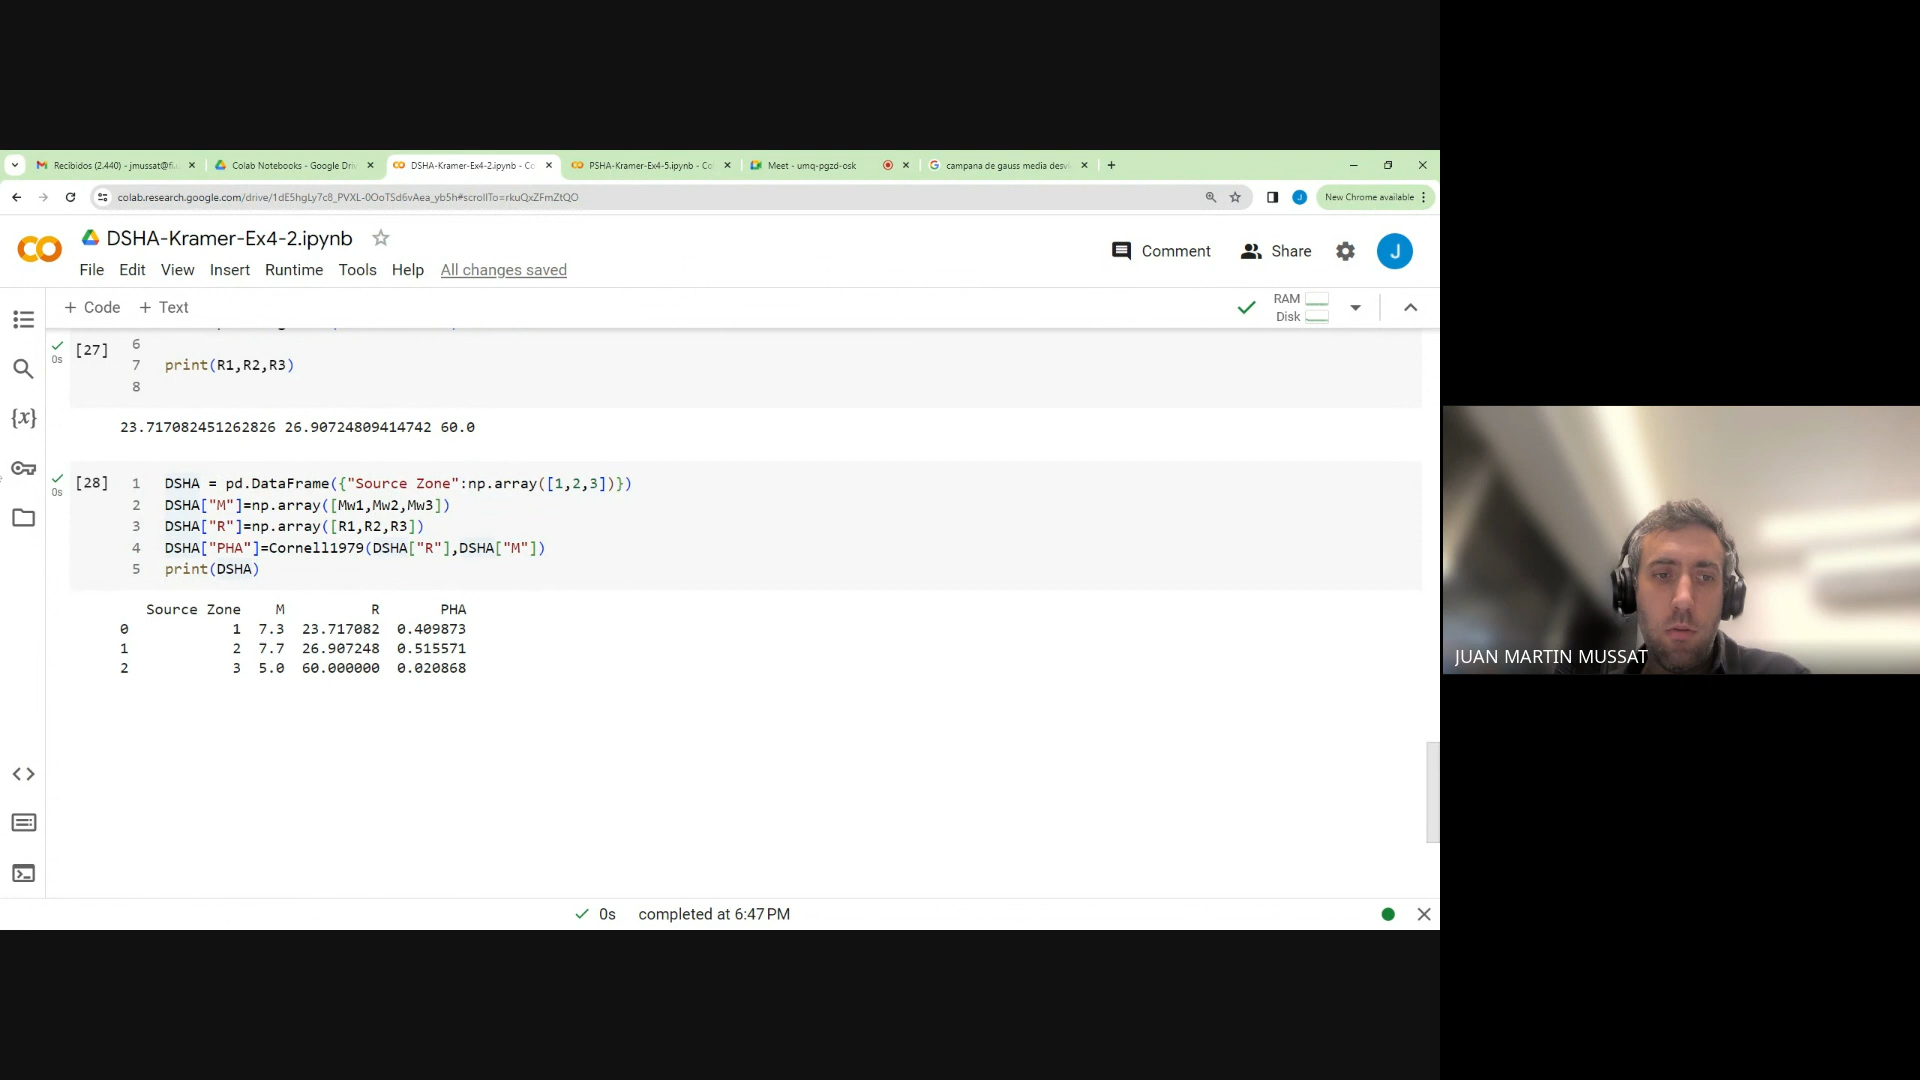 Recibidos (2.440) - jmussat@fi.u
Colab Notebooks - Google Driv
DSHA-Kramer-Ex4-2.ipynb - Co
PSHA-Kramer-Ex4-5.ipynb - Col
Meet - umq-pgzd-osk
campana de gauss media desvi
colab.research.google.com/drive/1dE5hgLy7c8_PVXL-0OoTSd6vAea_yb5h#scrollTo=rkuQxZFmZtQO
J
New Chrome available
DSHA-Kramer-Ex4-2.ipynb
Comment
Share
J
File Edit View Insert Runtime Tools Help All changes saved
+ Code + Text
RAM
Disk
[27]
0s
6
7 print(R1,R2,R3)
8
23.717082451262826 26.90724809414742 60.0
[28]
0s
1 DSHA = pd.DataFrame({"Source Zone":np.array([1,2,3])})
2 DSHA["M"]=np.array([Mw1,Mw2,Mw3])
3 DSHA["R"]=np.array([R1,R2,R3])
4 DSHA["PHA"]=Cornell1979(DSHA["R"],DSHA["M"])
5 print(DSHA)
Source Zone M R PHA
0 1 7.3 23.717082 0.409873
1 2 7.7 26.907248 0.515571
2 3 5.0 60.000000 0.020868
JUAN MARTIN MUSSAT
0s completed at 6:47 PM